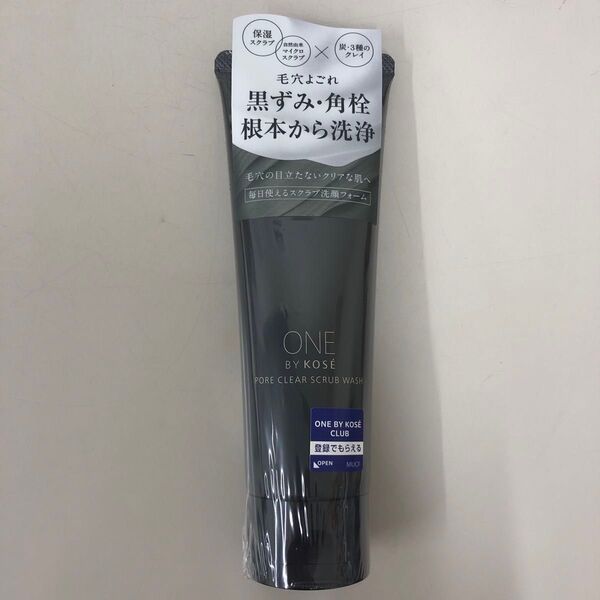 保湿
スクラブ
自然由来
マイクロ
スクラブ
×
炭・3種の
クレイ
毛穴よごれ
黒ずみ・角栓
根本から洗浄
毛穴の目立たないクリアな肌へ
毎日使えるスクラブ洗顔フォーム
ONE
BY KOSÉ
PORE CLEAR SCRUB WASH
ONE BY KOSÉ
CLUB
登録でもらえる
OPEN